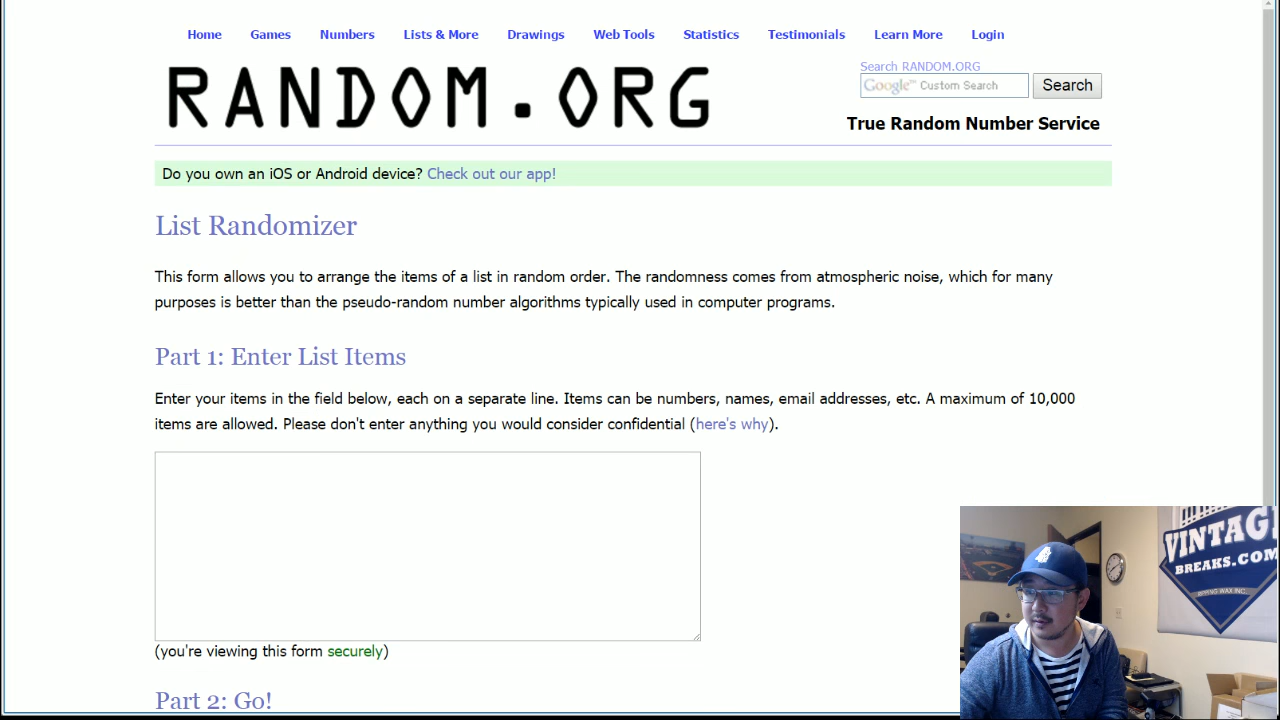 Home Games Numbers Lists & More Drawings Web Tools Statistics Testimonials Learn More Login
RANDOM.ORG
Search RANDOM.ORG
Google™ Custom Search
Search
True Random Number Service
Do you own an iOS or Android device? Check out our app!
List Randomizer
This form allows you to arrange the items of a list in random order. The randomness comes from atmospheric noise, which for many
purposes is better than the pseudo-random number algorithms typically used in computer programs.
Part 1: Enter List Items
Enter your items in the field below, each on a separate line. Items can be numbers, names, email addresses, etc. A maximum of 10,000
items are allowed. Please don't enter anything you would consider confidential (here's why).
(you're viewing this form securely)
Part 2: Go!
VINTAG
BREAKS.COM
WAX INC.